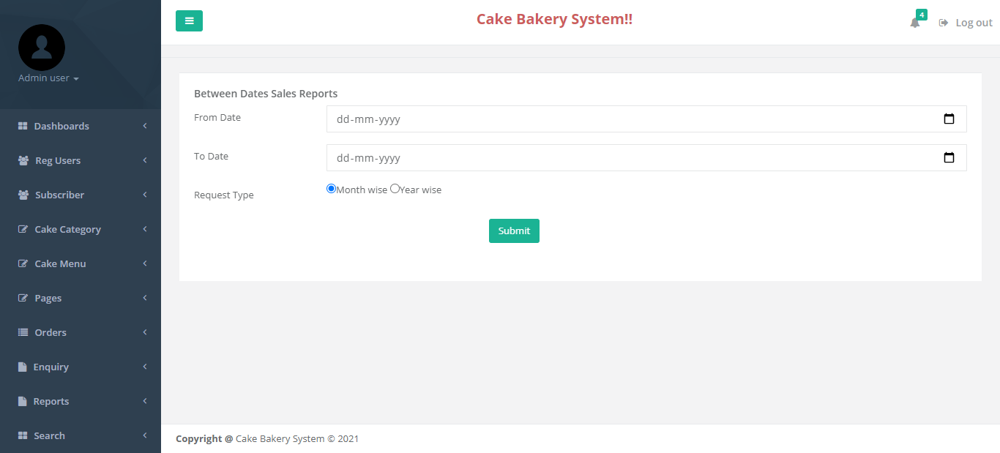 Cake Bakery System!!
4
Log out
Admin user
Dashboards
Reg Users
Subscriber
Cake Category
Cake Menu
Pages
Orders
Enquiry
Reports
Search
Between Dates Sales Reports
From Date
dd-mm-yyyy
To Date
dd-mm-yyyy
Request Type
Month wise Year wise
Submit
Copyright @ Cake Bakery System © 2021